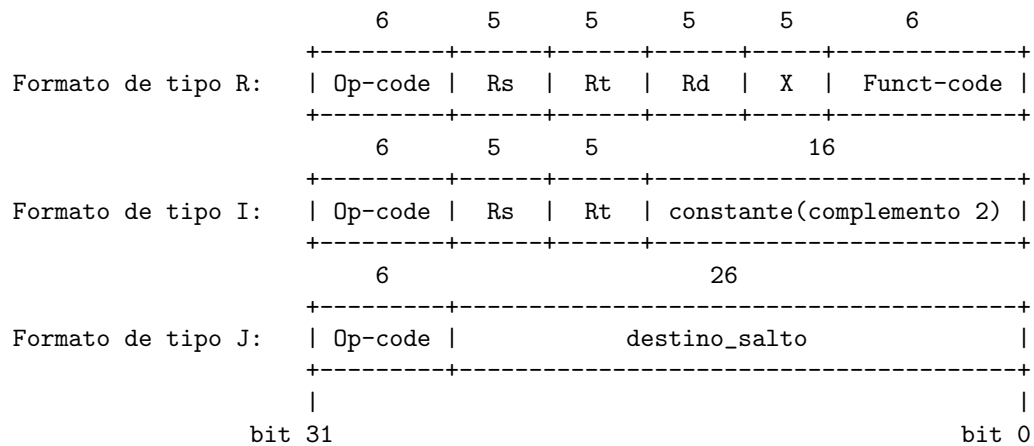 6 5 5 5 5 6
+---------+------+------+------+-----+-------------+
Formato de tipo R: | Op-code | Rs | Rt | Rd | X | Funct-code |
+---------+------+------+------+-----+-------------+
6 5 5 16
+---------+------+------+--------------------------+
Formato de tipo I: | Op-code | Rs | Rt | constante(complemento 2) |
+---------+------+------+--------------------------+
6 26
+---------+----------------------------------------+
Formato de tipo J: | Op-code | destino_salto |
+---------+----------------------------------------+
| |
bit 31 bit 0